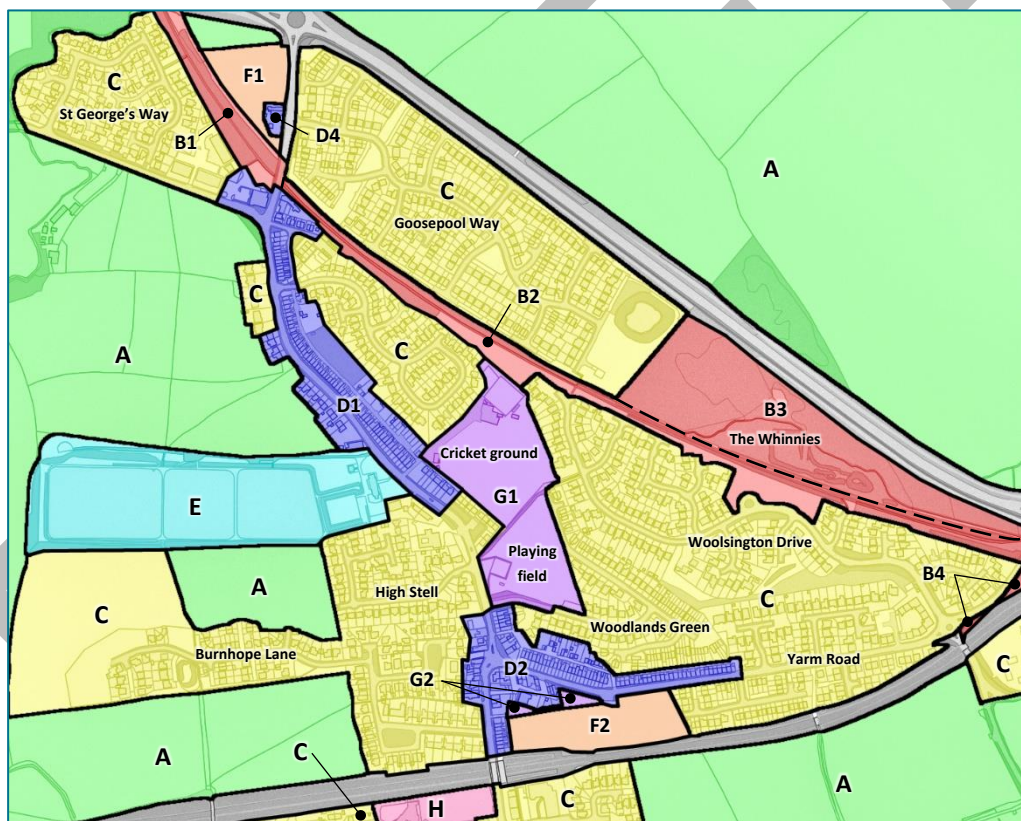 C
St George's Way
F1
B1
D4
A
C
Goosepool Way
C
B2
A
C
D1
B3
The Whinnies
Cricket ground
E
G1
Woolsington Drive
Playing
field
B4
C
A
High Stell
C
Woodlands Green
Burnhope Lane
D2
Yarm Road
C
G2
F2
A
C
A
H
C